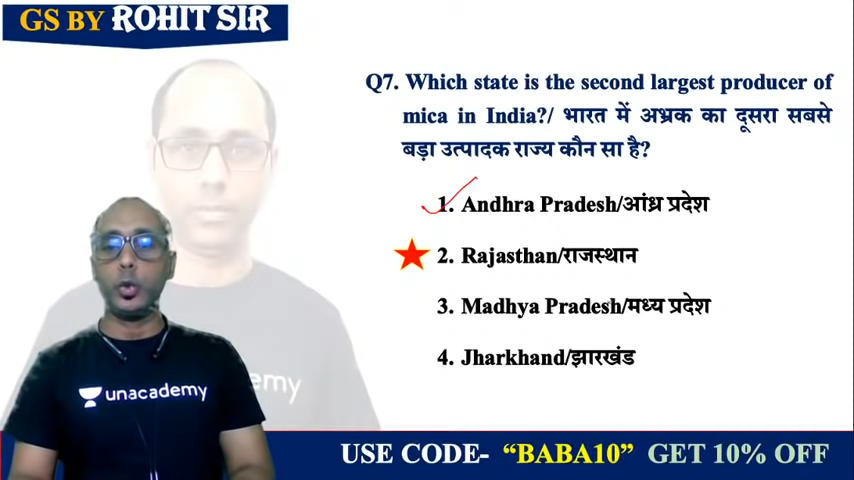 GS BY ROHIT SIR
Q7. Which state is the second largest producer of
mica in India?/ भारत में अभ्रक का दूसरा सबसे
बड़ा उत्पादक राज्य कौन सा है?
1. Andhra Pradesh/आंध्र प्रदेश
2. Rajasthan/राजस्थान
3. Madhya Pradesh/मध्य प्रदेश
4. Jharkhand/झारखंड
emy
unacademy
USE CODE- “BABA10” GET 10% OFF